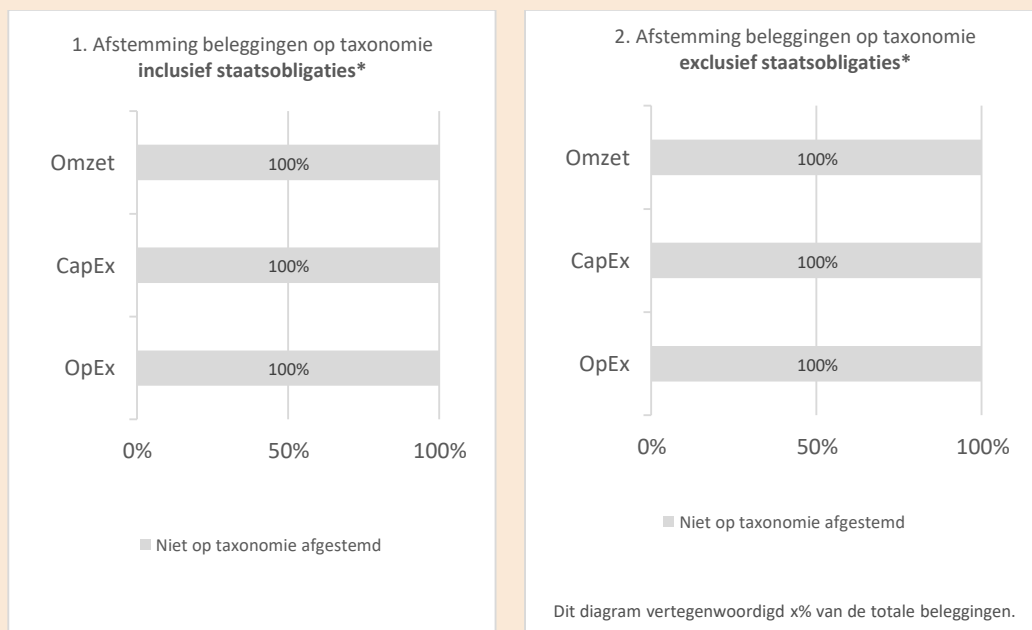 1. Afstemming beleggingen op taxonomie
inclusief staatsobligaties*
Omzet
100%
CapEx
100%
OpEx
100%
0% 50% 100%
Niet op taxonomie afgestemd
2. Afstemming beleggingen op taxonomie
exclusief staatsobligaties*
Omzet
100%
CapEx
100%
OpEx
100%
0% 50% 100%
Niet op taxonomie afgestemd
Dit diagram vertegenwoordigd x% van de totale beleggingen.